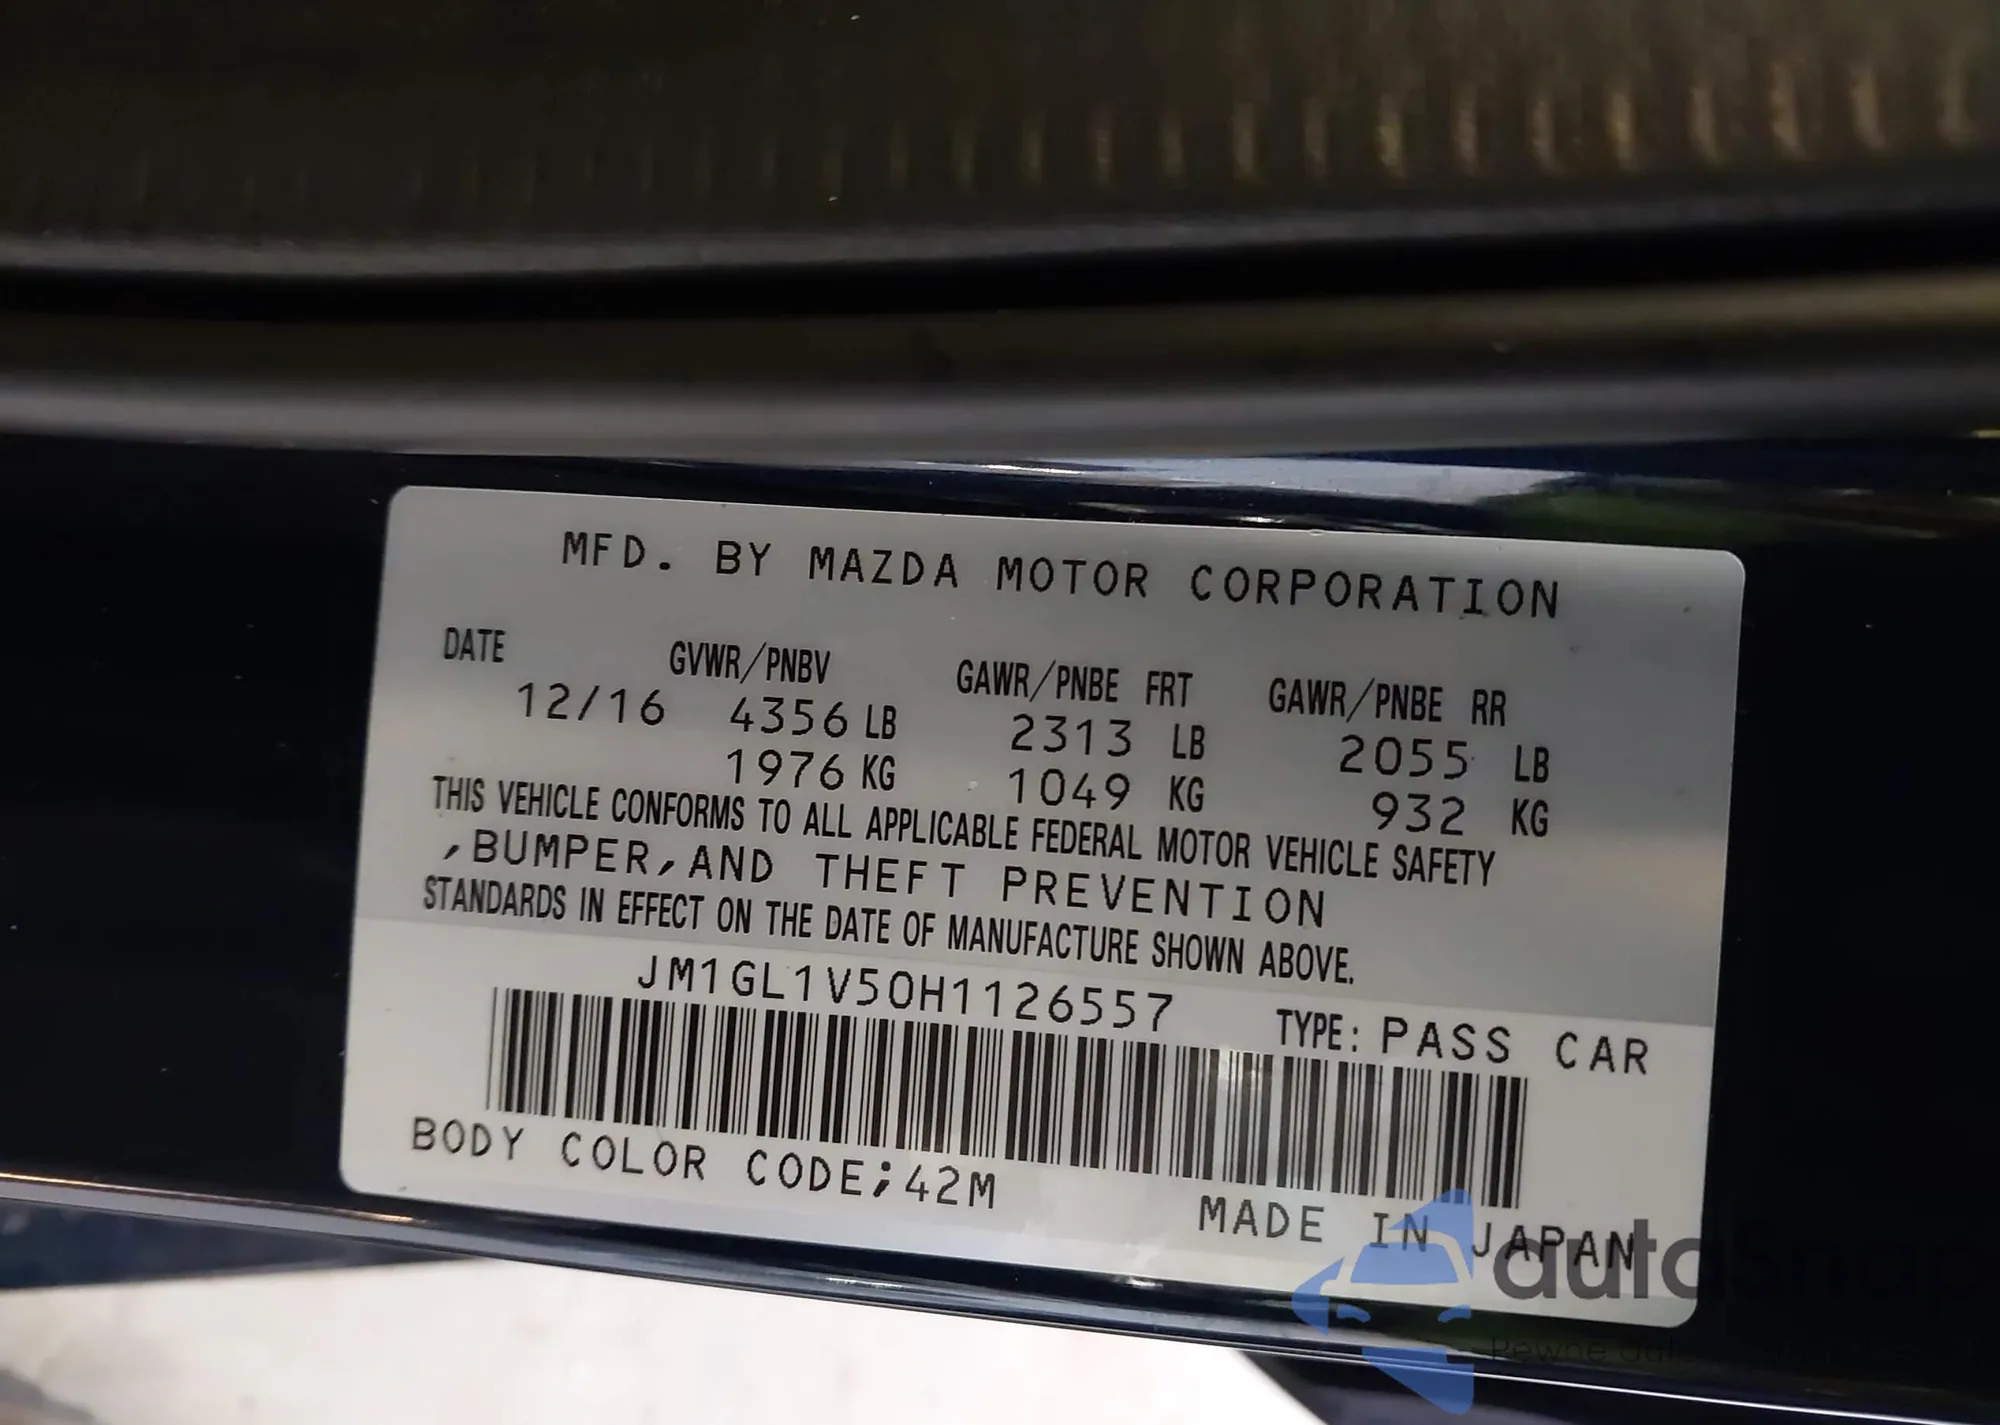 MFD. BY MAZDA MOTOR CORPORATION
DATE GVWR/PNBV GAWR/PNBE FRT GAWR/PNBE RR
12/16 4356 LB 2313 LB 2055 LB
1976 KG 1049 KG 932 KG
THIS VEHICLE CONFORMS TO ALL APPLICABLE FEDERAL MOTOR VEHICLE SAFETY
,BUMPER,AND THEFT PREVENTION
STANDARDS IN EFFECT ON THE DATE OF MANUFACTURE SHOWN ABOVE.
JM1GL1V50H1126557 TYPE: PASS CAR
BODY COLOR CODE;42M
MADE IN JAPAN
autoshop
Pewne